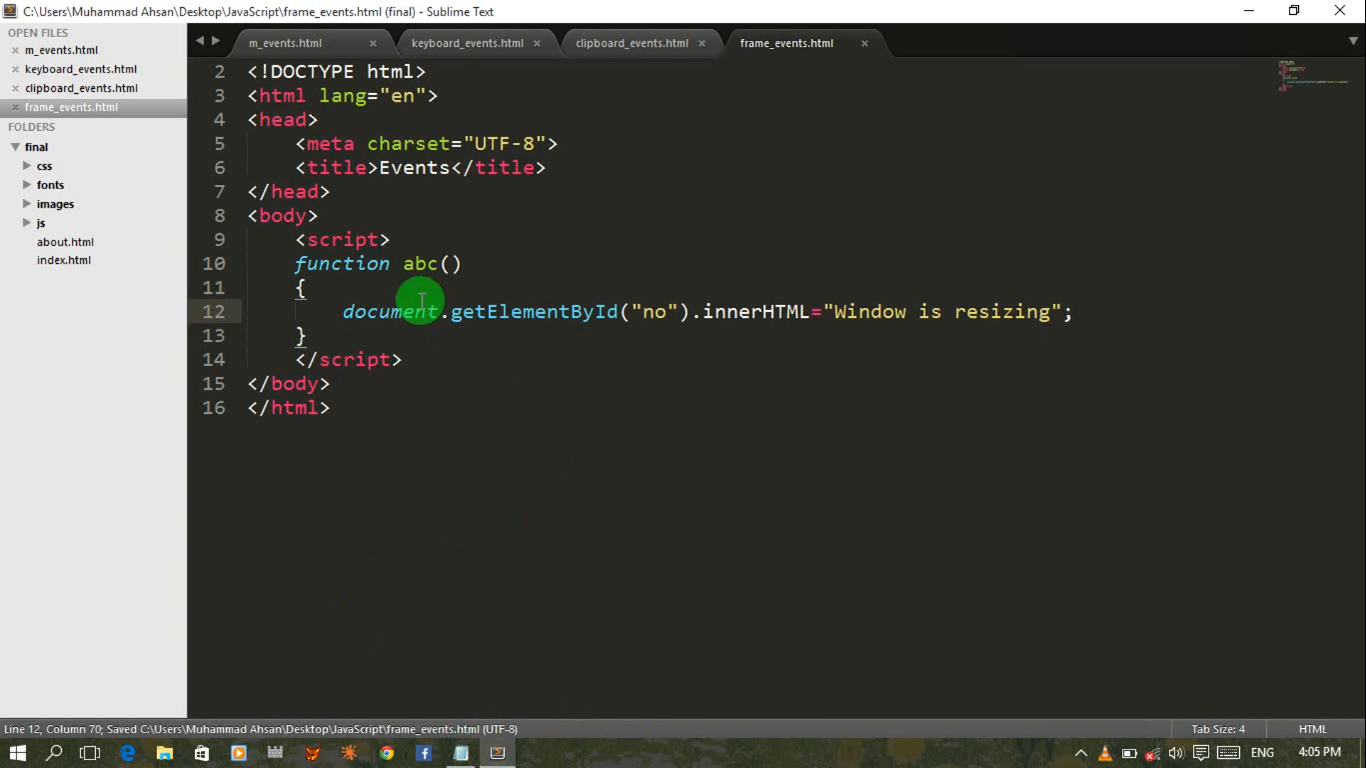 C:\Users\Muhammad Ahsan\Desktop\JavaScript\frame_events.html (final) - Sublime Text
OPEN FILES
m_events.html
keyboard_events.html
clipboard_events.html
frame_events.html
FOLDERS
final
css
fonts
images
js
about.html
index.html
m_events.html keyboard_events.html clipboard_events.html frame_events.html
2 <!DOCTYPE html>
3 <html lang="en">
4 <head>
5 <meta charset="UTF-8">
6 <title>Events</title>
7 </head>
8 <body>
9 <script>
10 function abc()
11 {
12 document.getElementById("no").innerHTML="Window is resizing";
13 }
14 </script>
15 </body>
16 </html>
Line 12, Column 70; Saved C:\Users\Muhammad Ahsan\Desktop\JavaScript\frame_events.html (UTF-8) Tab Size: 4 HTML
ENG 4:05 PM